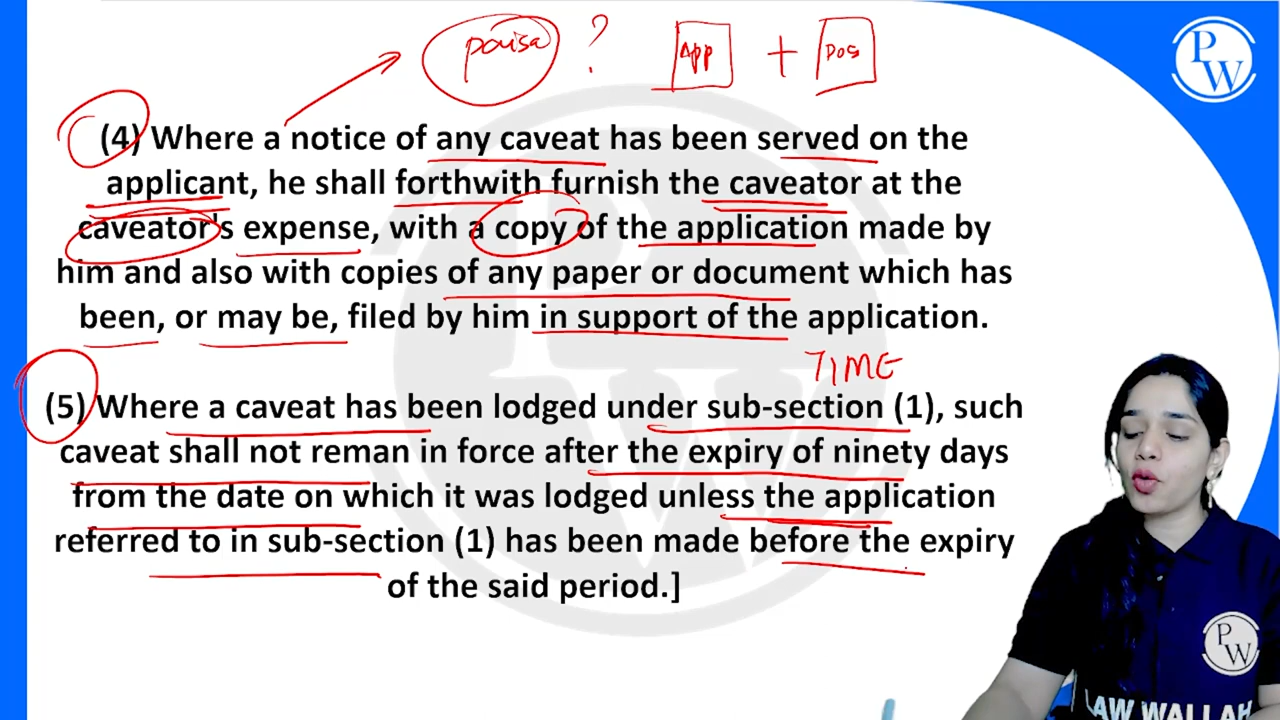 paisa ? App + Dos
P
W
(4) Where a notice of any caveat has been served on the
applicant, he shall forthwith furnish the caveator at the
caveator's expense, with a copy of the application made by
him and also with copies of any paper or document which has
been, or may be, filed by him in support of the application.
TIME
(5) Where a caveat has been lodged under sub-section (1), such
caveat shall not reman in force after the expiry of ninety days
from the date on which it was lodged unless the application
referred to in sub-section (1) has been made before the expiry
of the said period.]
P
W
LAW WALLAH